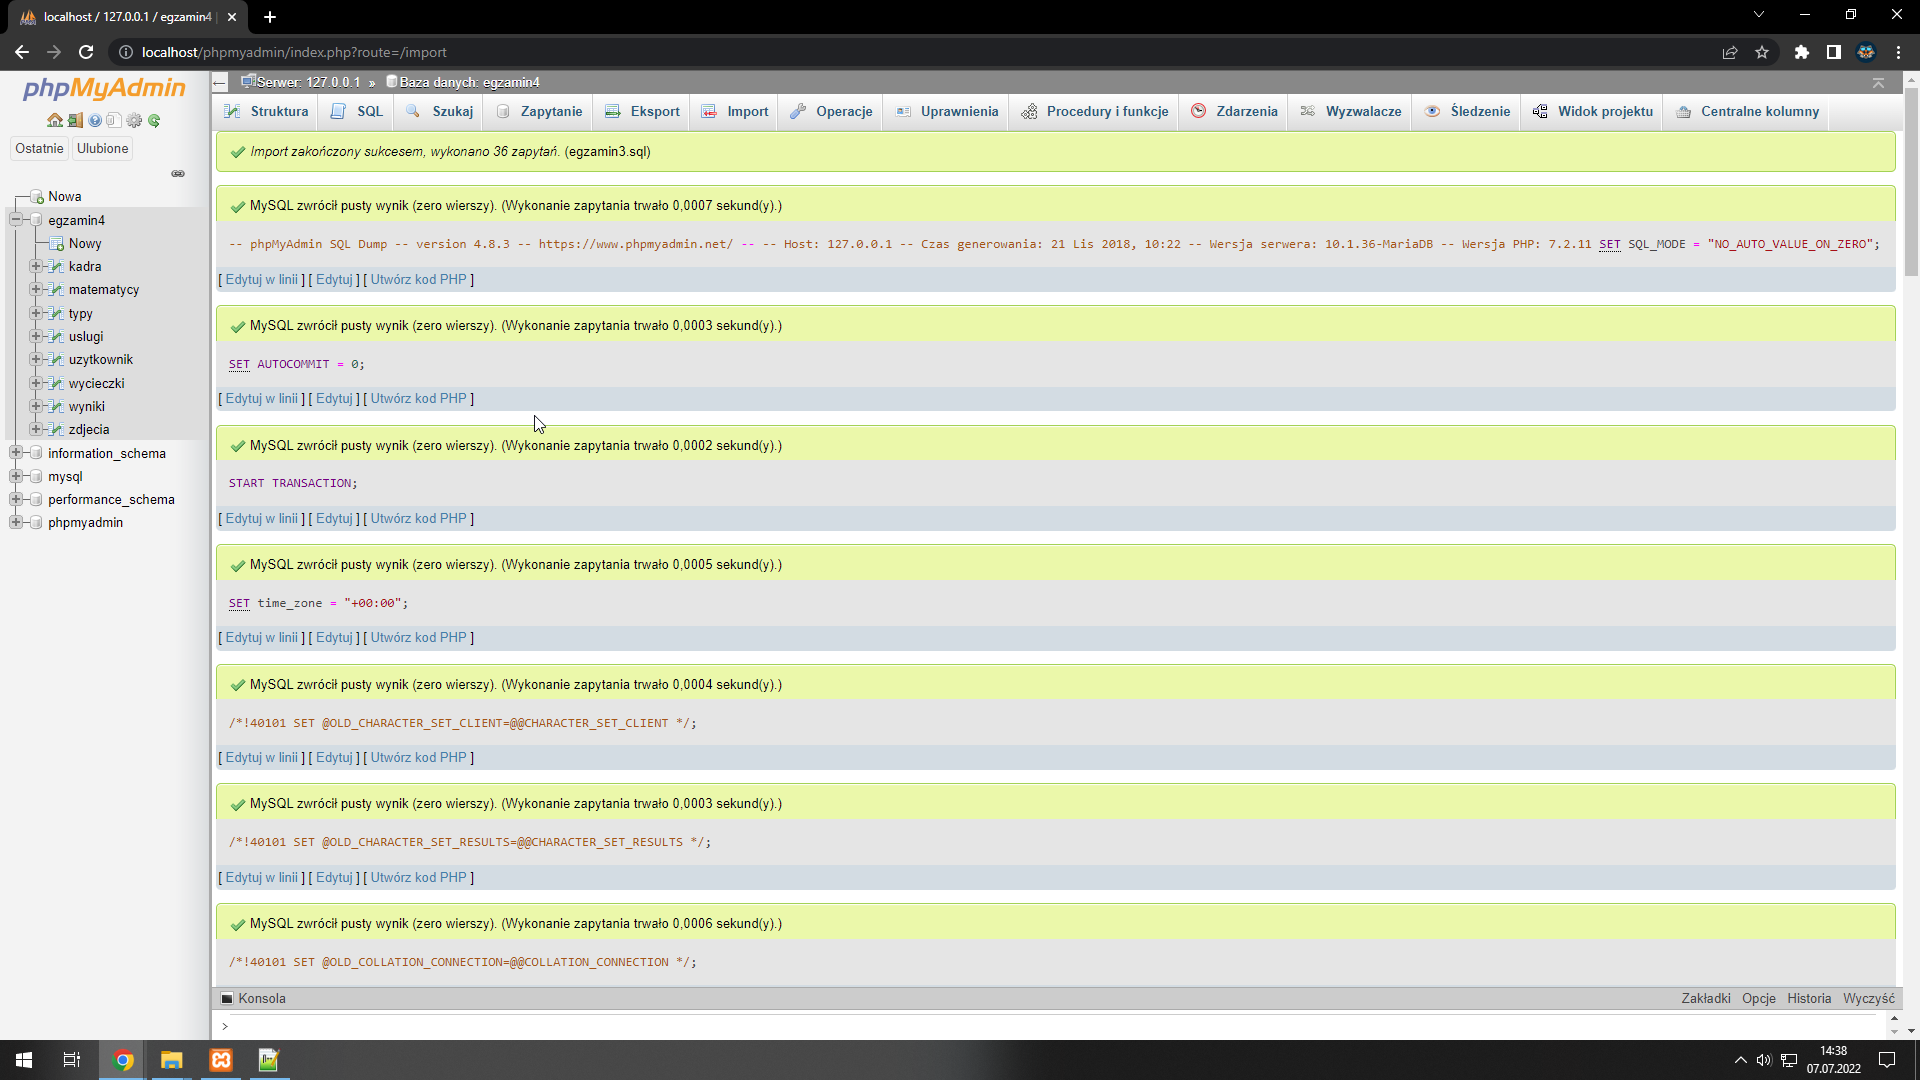 localhost / 127.0.0.1 / egzamin4
localhost/phpmyadmin/index.php?route=/import
phpMyAdmin
Ostatnie Ulubione
Nowa
egzamin4
Nowy
kadra
matematycy
typy
uslugi
uzytkownik
wycieczki
wyniki
zdjecia
information_schema
mysql
performance_schema
phpmyadmin
Serwer: 127.0.0.1 » Baza danych: egzamin4
Struktura SQL Szukaj Zapytanie Eksport Import Operacje Uprawnienia Procedury i funkcje Zdarzenia Wyzwalacze Śledzenie Widok projektu Centralne kolumny
Import zakończony sukcesem, wykonano 36 zapytań. (egzamin3.sql)
MySQL zwrócił pusty wynik (zero wierszy). (Wykonanie zapytania trwało 0,0007 sekund(y).)
-- phpMyAdmin SQL Dump -- version 4.8.3 -- https://www.phpmyadmin.net/ -- -- Host: 127.0.0.1 -- Czas generowania: 21 Lis 2018, 10:22 -- Wersja serwera: 10.1.36-MariaDB -- Wersja PHP: 7.2.11 SET SQL_MODE = "NO_AUTO_VALUE_ON_ZERO";
[ Edytuj w linii ] [ Edytuj ] [ Utwórz kod PHP ]
MySQL zwrócił pusty wynik (zero wierszy). (Wykonanie zapytania trwało 0,0003 sekund(y).)
SET AUTOCOMMIT = 0;
[ Edytuj w linii ] [ Edytuj ] [ Utwórz kod PHP ]
MySQL zwrócił pusty wynik (zero wierszy). (Wykonanie zapytania trwało 0,0002 sekund(y).)
START TRANSACTION;
[ Edytuj w linii ] [ Edytuj ] [ Utwórz kod PHP ]
MySQL zwrócił pusty wynik (zero wierszy). (Wykonanie zapytania trwało 0,0005 sekund(y).)
SET time_zone = "+00:00";
[ Edytuj w linii ] [ Edytuj ] [ Utwórz kod PHP ]
MySQL zwrócił pusty wynik (zero wierszy). (Wykonanie zapytania trwało 0,0004 sekund(y).)
/*!40101 SET @OLD_CHARACTER_SET_CLIENT=@@CHARACTER_SET_CLIENT */;
[ Edytuj w linii ] [ Edytuj ] [ Utwórz kod PHP ]
MySQL zwrócił pusty wynik (zero wierszy). (Wykonanie zapytania trwało 0,0003 sekund(y).)
/*!40101 SET @OLD_CHARACTER_SET_RESULTS=@@CHARACTER_SET_RESULTS */;
[ Edytuj w linii ] [ Edytuj ] [ Utwórz kod PHP ]
MySQL zwrócił pusty wynik (zero wierszy). (Wykonanie zapytania trwało 0,0006 sekund(y).)
/*!40101 SET @OLD_COLLATION_CONNECTION=@@COLLATION_CONNECTION */;
Konsola Zakładki Opcje Historia Wyczyść
>
14:38
07.07.2022